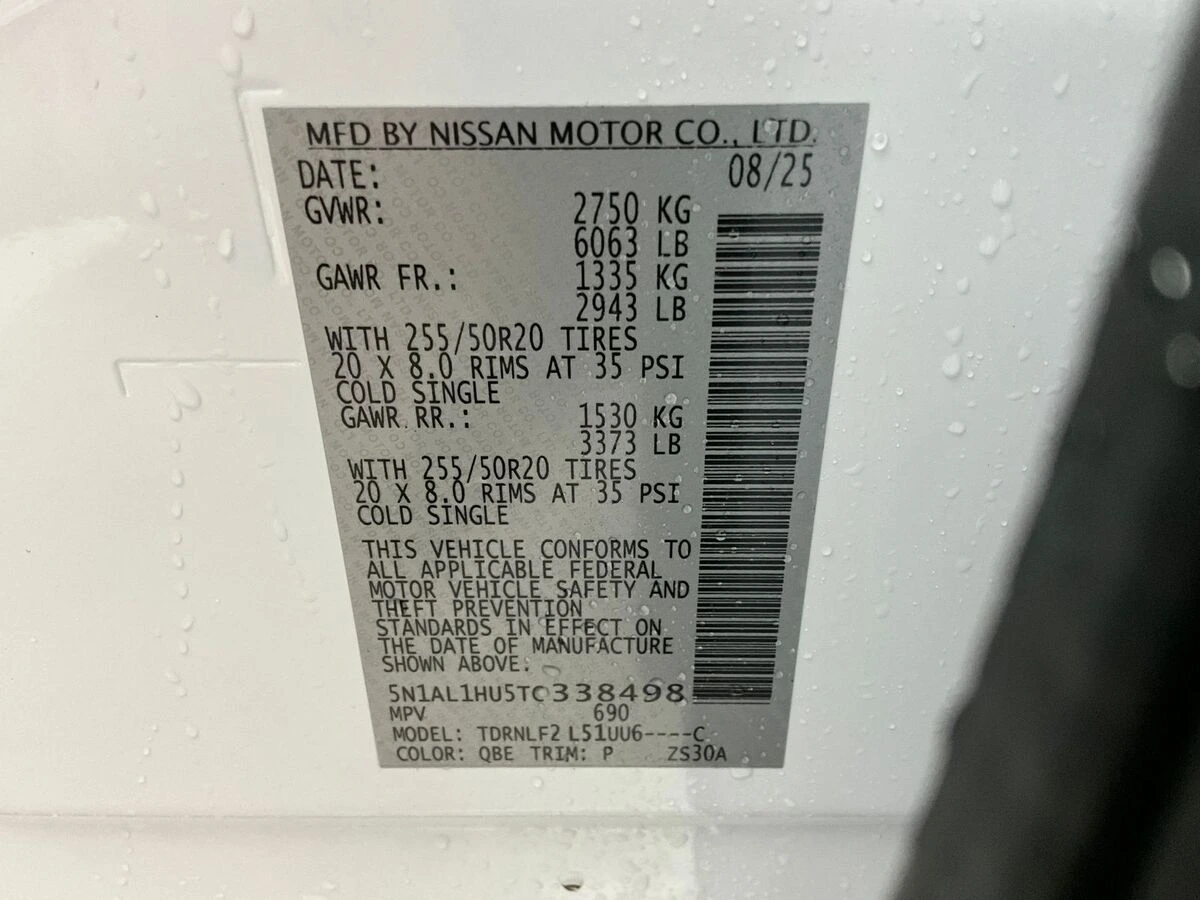 MFD BY NISSAN MOTOR CO., LTD.
DATE: 08/25
GVWR: 2750 KG
6063 LB
GAWR FR.: 1335 KG
2943 LB
WITH 255/50R20 TIRES
20 X 8.0 RIMS AT 35 PSI
COLD SINGLE
GAWR RR.: 1530 KG
3373 LB
WITH 255/50R20 TIRES
20 X 8.0 RIMS AT 35 PSI
COLD SINGLE
THIS VEHICLE CONFORMS TO
ALL APPLICABLE FEDERAL
MOTOR VEHICLE SAFETY AND
THEFT PREVENTION
STANDARDS IN EFFECT ON
THE DATE OF MANUFACTURE
SHOWN ABOVE.
5N1AL1HU5TC338498
MPV 690
MODEL: TDRNLF2 L51UU6----C
COLOR: QBE TRIM: P ZS30A